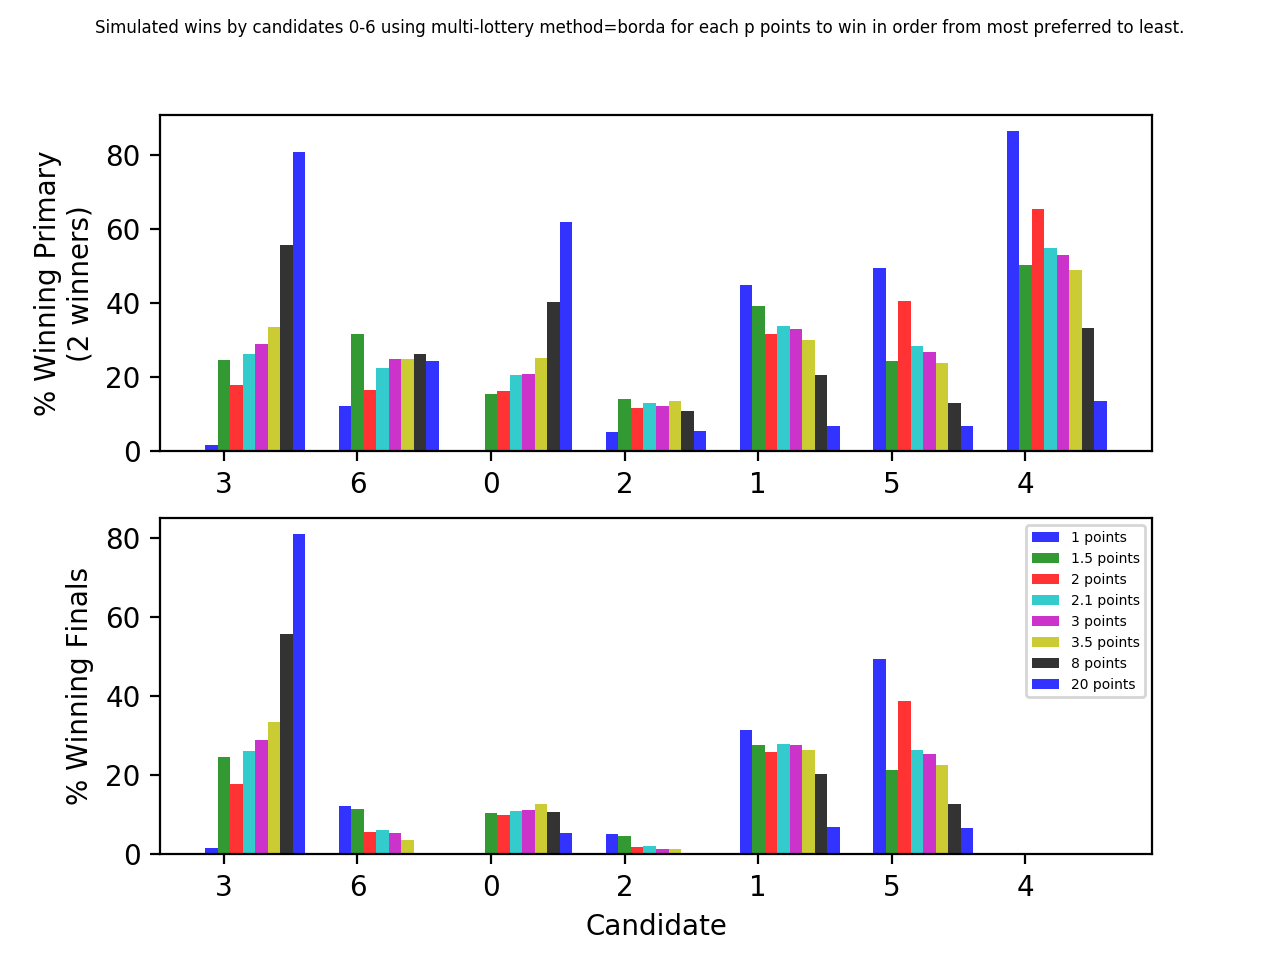 Simulated wins by candidates 0-6 using multi-lottery method=borda for each p points to win in order from most preferred to least.
% Winning Primary
(2 winners)
80
60
40
20
0
3 6 0 2 1 5 4
% Winning Finals
80
60
40
20
0
1 points
1.5 points
2 points
2.1 points
3 points
3.5 points
8 points
20 points
3 6 0 2 1 5 4
Candidate